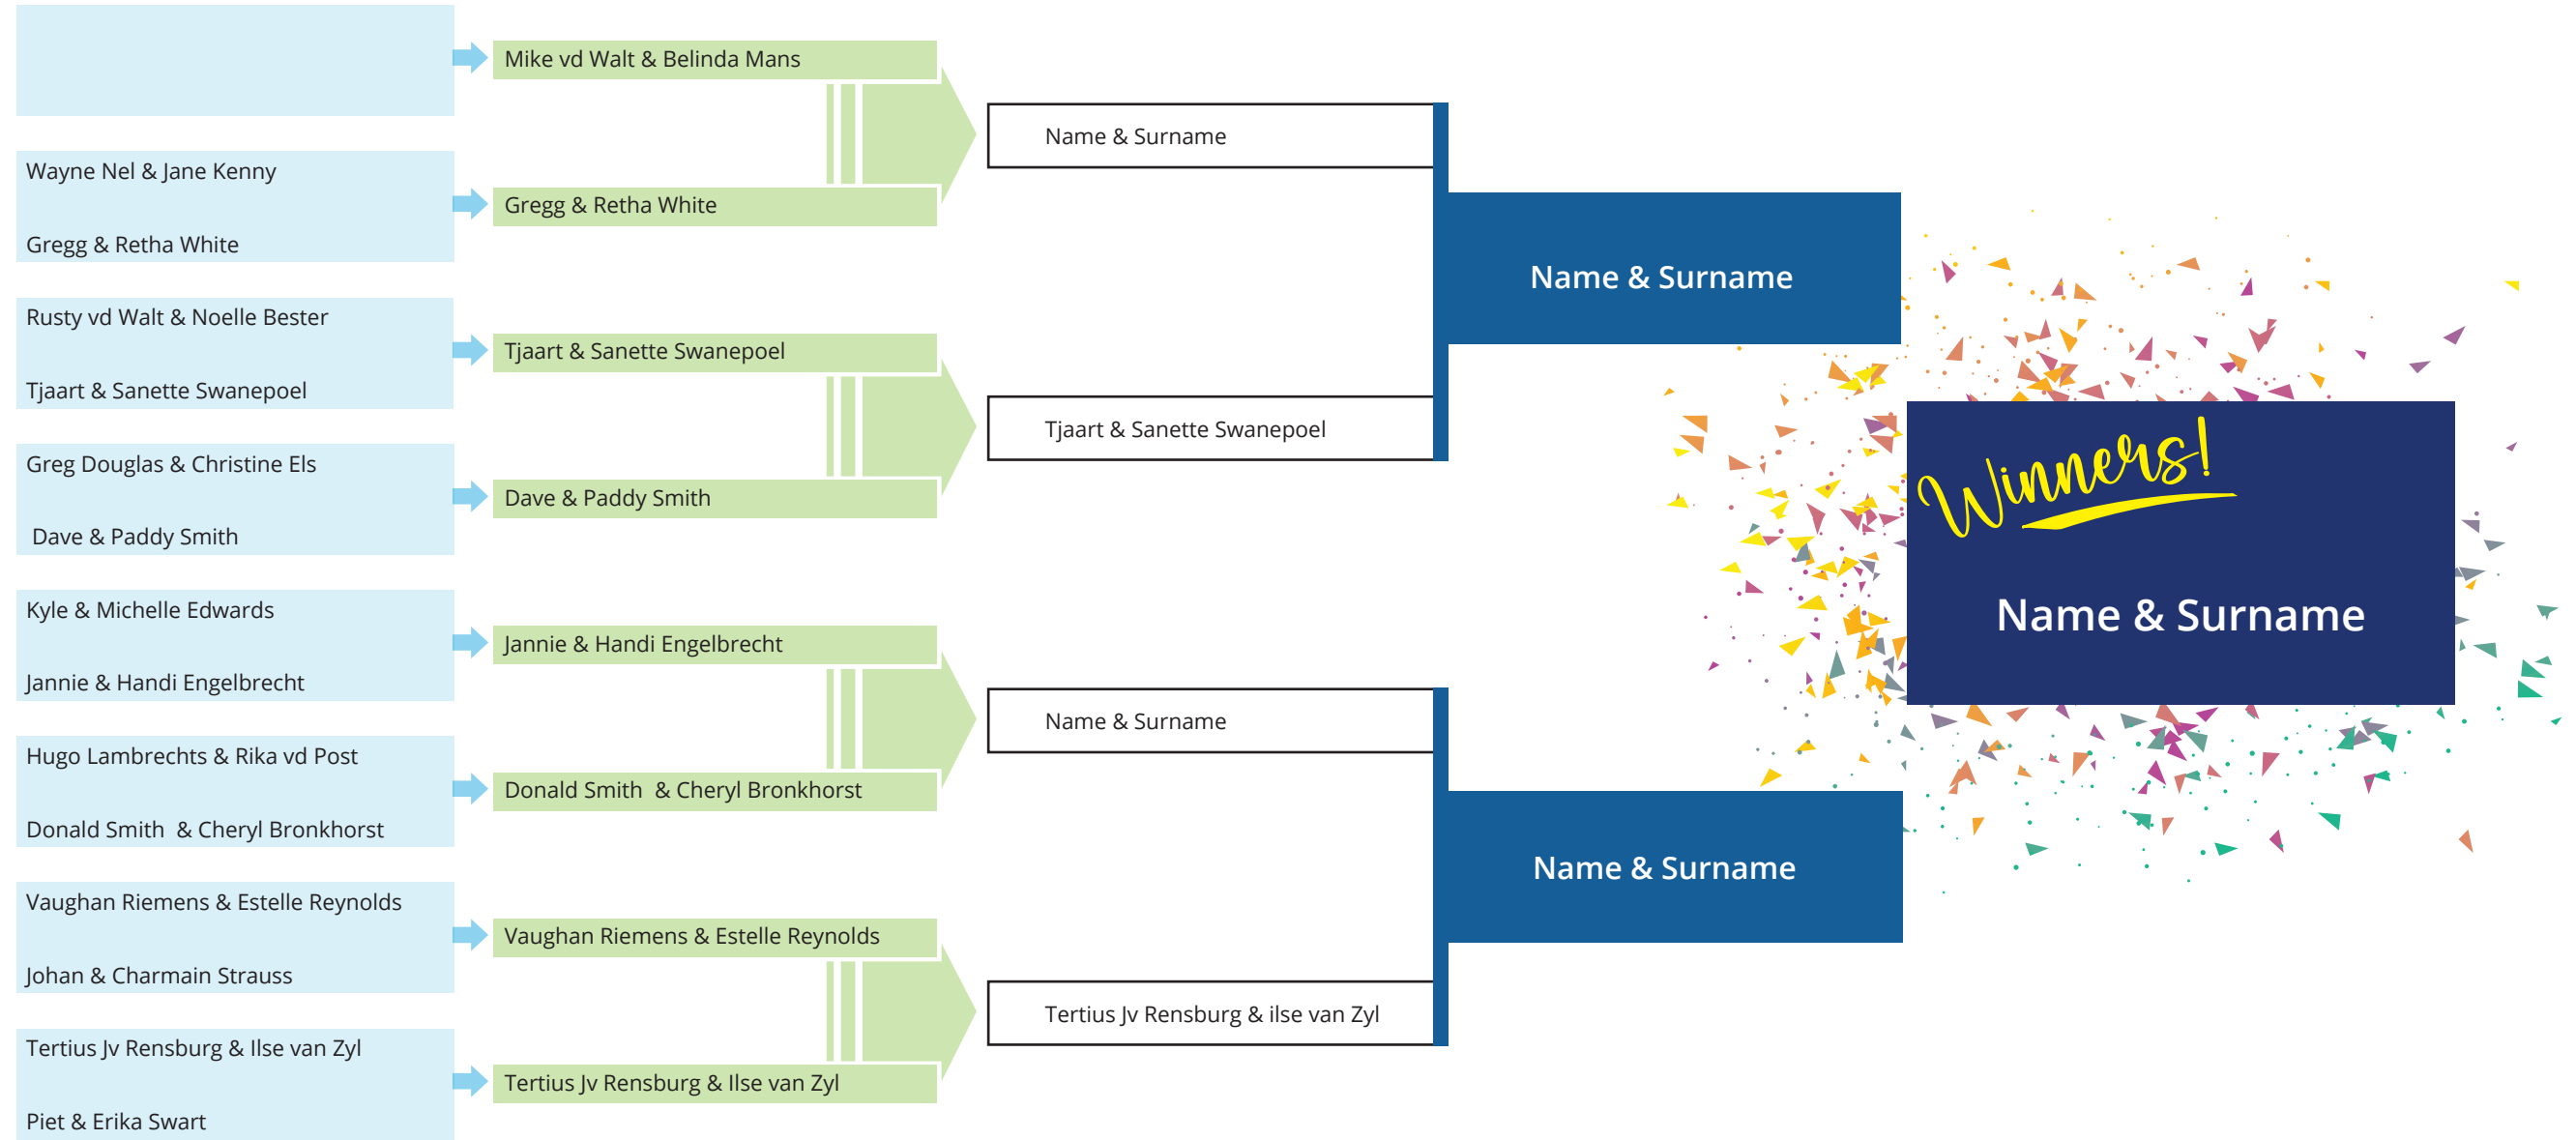 Wayne Nel & Jane Kenny
Gregg & Retha White
Rusty vd Walt & Noelle Bester
Tjaart & Sanette Swanepoel
Greg Douglas & Christine Els
Dave & Paddy Smith
Kyle & Michelle Edwards
Jannie & Handi Engelbrecht
Hugo Lambrechts & Rika vd Post
Donald Smith  & Cheryl Bronkhorst
Vaughan Riemens & Estelle Reynolds
Johan & Charmain Strauss
Tertius Jv Rensburg & Ilse van Zyl
Piet & Erika Swart
Mike vd Walt & Belinda Mans
Gregg & Retha White
Tjaart & Sanette Swanepoel
Dave & Paddy Smith
Jannie & Handi Engelbrecht
Donald Smith  & Cheryl Bronkhorst
Vaughan Riemens & Estelle Reynolds
Tertius Jv Rensburg & Ilse van Zyl
Name & Surname
Tjaart & Sanette Swanepoel
Name & Surname
Tertius Jv Rensburg & ilse van Zyl
Name & Surname
Name & Surname
Winners!
Name & Surname